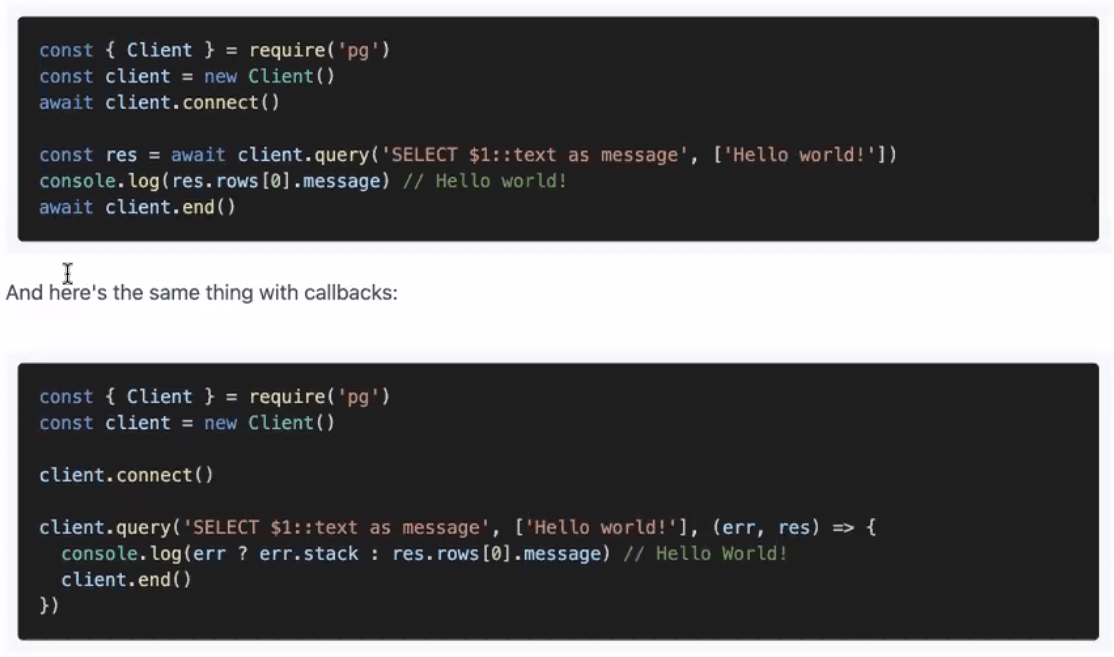 const { Client } = require('pg')
const client = new Client()
await client.connect()
const res = await client.query('SELECT $1::text as message', ['Hello world!'])
console.log(res.rows[0].message) // Hello world!
await client.end()
And here's the same thing with callbacks:
const { Client } = require('pg')
const client = new Client()
client.connect()
client.query('SELECT $1::text as message', ['Hello world!'], (err, res) => {
  console.log(err ? err.stack : res.rows[0].message) // Hello World!
  client.end()
})